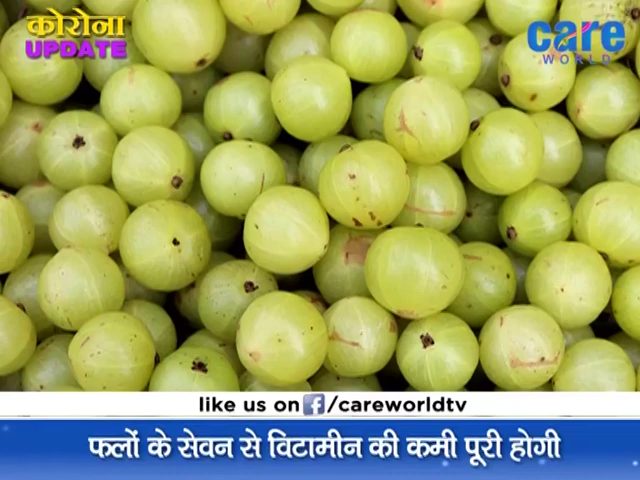 कोरोना
UPDATE
care
WORLD
like us on f/careworldtv
फलों के सेवन से विटामीन की कमी पूरी होगी